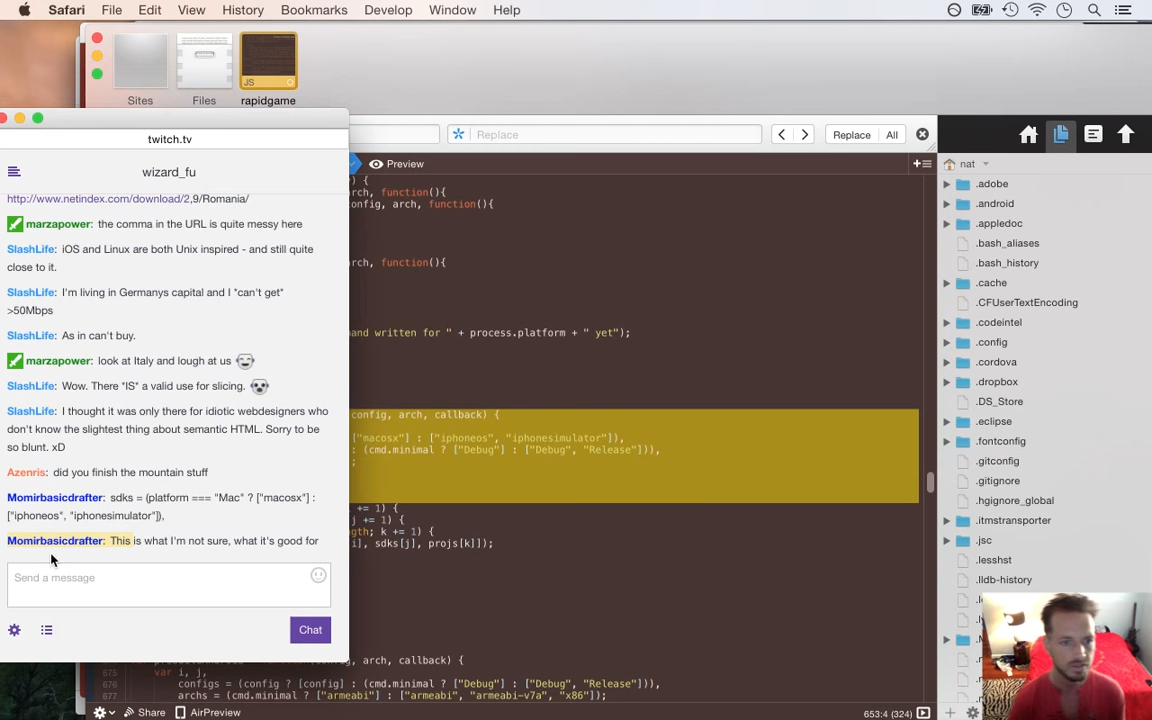 Safari File Edit View History Bookmarks Develop Window Help
JS
Sites Files rapidgame
twitch.tv
Replace
Replace All
wizard_fu
Preview
nat
http://www.netindex.com/download/2,9/Romania/
marzapower: the comma in the URL is quite messy here
SlashLife: iOS and Linux are both Unix inspired - and still quite
close to it.
SlashLife: I'm living in Germanys capital and I *can't get*
>50Mbps
SlashLife: As in can't buy.
marzapower: look at Italy and lough at us
SlashLife: Wow. There *IS* a valid use for slicing.
SlashLife: I thought it was only there for idiotic webdesigners who
don't know the slightest thing about semantic HTML. Sorry to be
so blunt. xD
Azenris: did you finish the mountain stuff
Momirbasicdrafter: sdks = (platform === "Mac" ? ["macosx"] :
["iphoneos", "iphonesimulator"]),
Momirbasicdrafter: This is what I'm not sure, what it's good for
Send a message
Chat
) {
rch, function(){
config, arch, function(){
rch, function(){
and written for " + process.platform + " yet");
config, arch, callback) {
["macosx"] : ["iphoneos", "iphonesimulator"]),
: (cmd.minimal ? ["Debug"] : ["Debug", "Release"])),
;
i += 1) {
j += 1) {
ngth; k += 1) {
i], sdks[j], projs[k]]);
config, arch, callback) {
675 var i, j,
676 configs = (config ? [config] : (cmd.minimal ? ["Debug"] : ["Debug", "Release"])),
677 archs = (cmd.minimal ? ["armeabi"] : ["armeabi", "armeabi-v7a", "x86"]);
Share AirPreview
653:4 (324)
.adobe
.android
.appledoc
.bash_aliases
.bash_history
.cache
.CFUserTextEncoding
.codeintel
.config
.cordova
.dropbox
.DS_Store
.eclipse
.fontconfig
.gitconfig
.gitignore
.hgignore_global
.itmstransporter
.jsc
.lesshst
.lldb-history